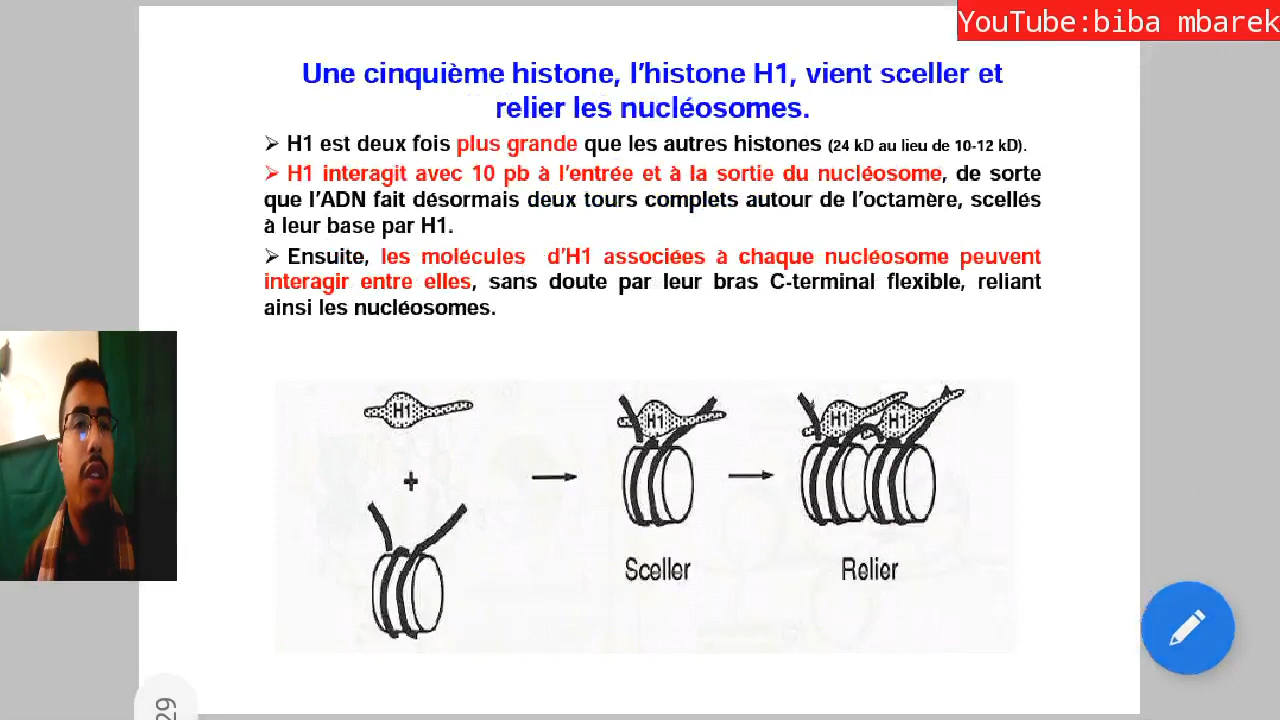 YouTube:biba mbarek
Une cinquième histone, l'histone H1, vient sceller et
relier les nucléosomes.
➢ H1 est deux fois plus grande que les autres histones (24 kD au lieu de 10-12 kD).
➢ H1 interagit avec 10 pb à l'entrée et à la sortie du nucléosome, de sorte
que l'ADN fait désormais deux tours complets autour de l'octamère, scellés
à leur base par H1.
➢ Ensuite, les molécules d'H1 associées à chaque nucléosome peuvent
interagir entre elles, sans doute par leur bras C-terminal flexible, reliant
ainsi les nucléosomes.
H1
H1
H1
H1
+
Sceller
Relier
29